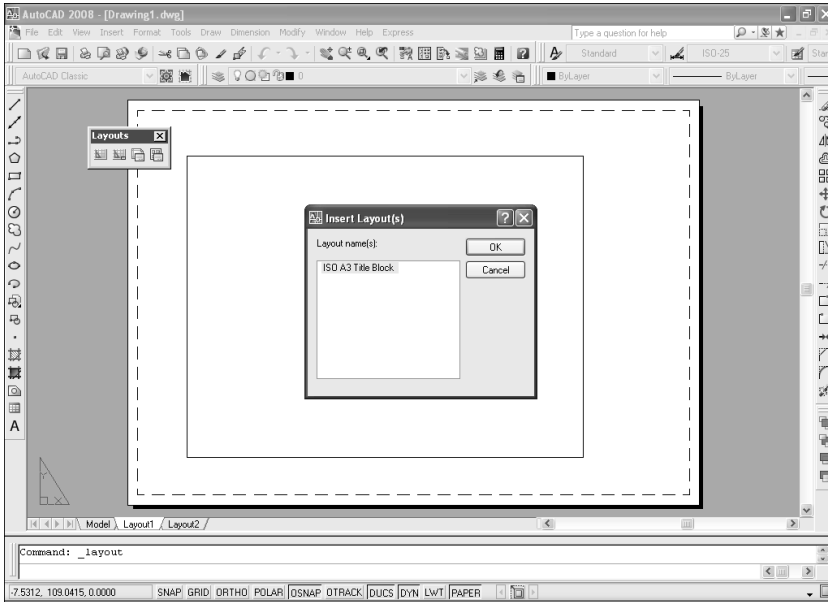 AutoCAD 2008 - [Drawing1.dwg]
File Edit View Insert Format Tools Draw Dimension Modify Window Help Express
Type a question for help
Standard
ISO-25
Stan
AutoCAD Classic
0
ByLayer
ByLayer
Layouts
Insert Layout(s)
Layout name(s):
OK
ISO A3 Title Block
Cancel
A
Y
X
Model Layout1 Layout2
Command: _layout
-7.5312, 109.0415, 0.0000 SNAP GRID ORTHO POLAR OSNAP OTRACK DUCS DYN LWT PAPER